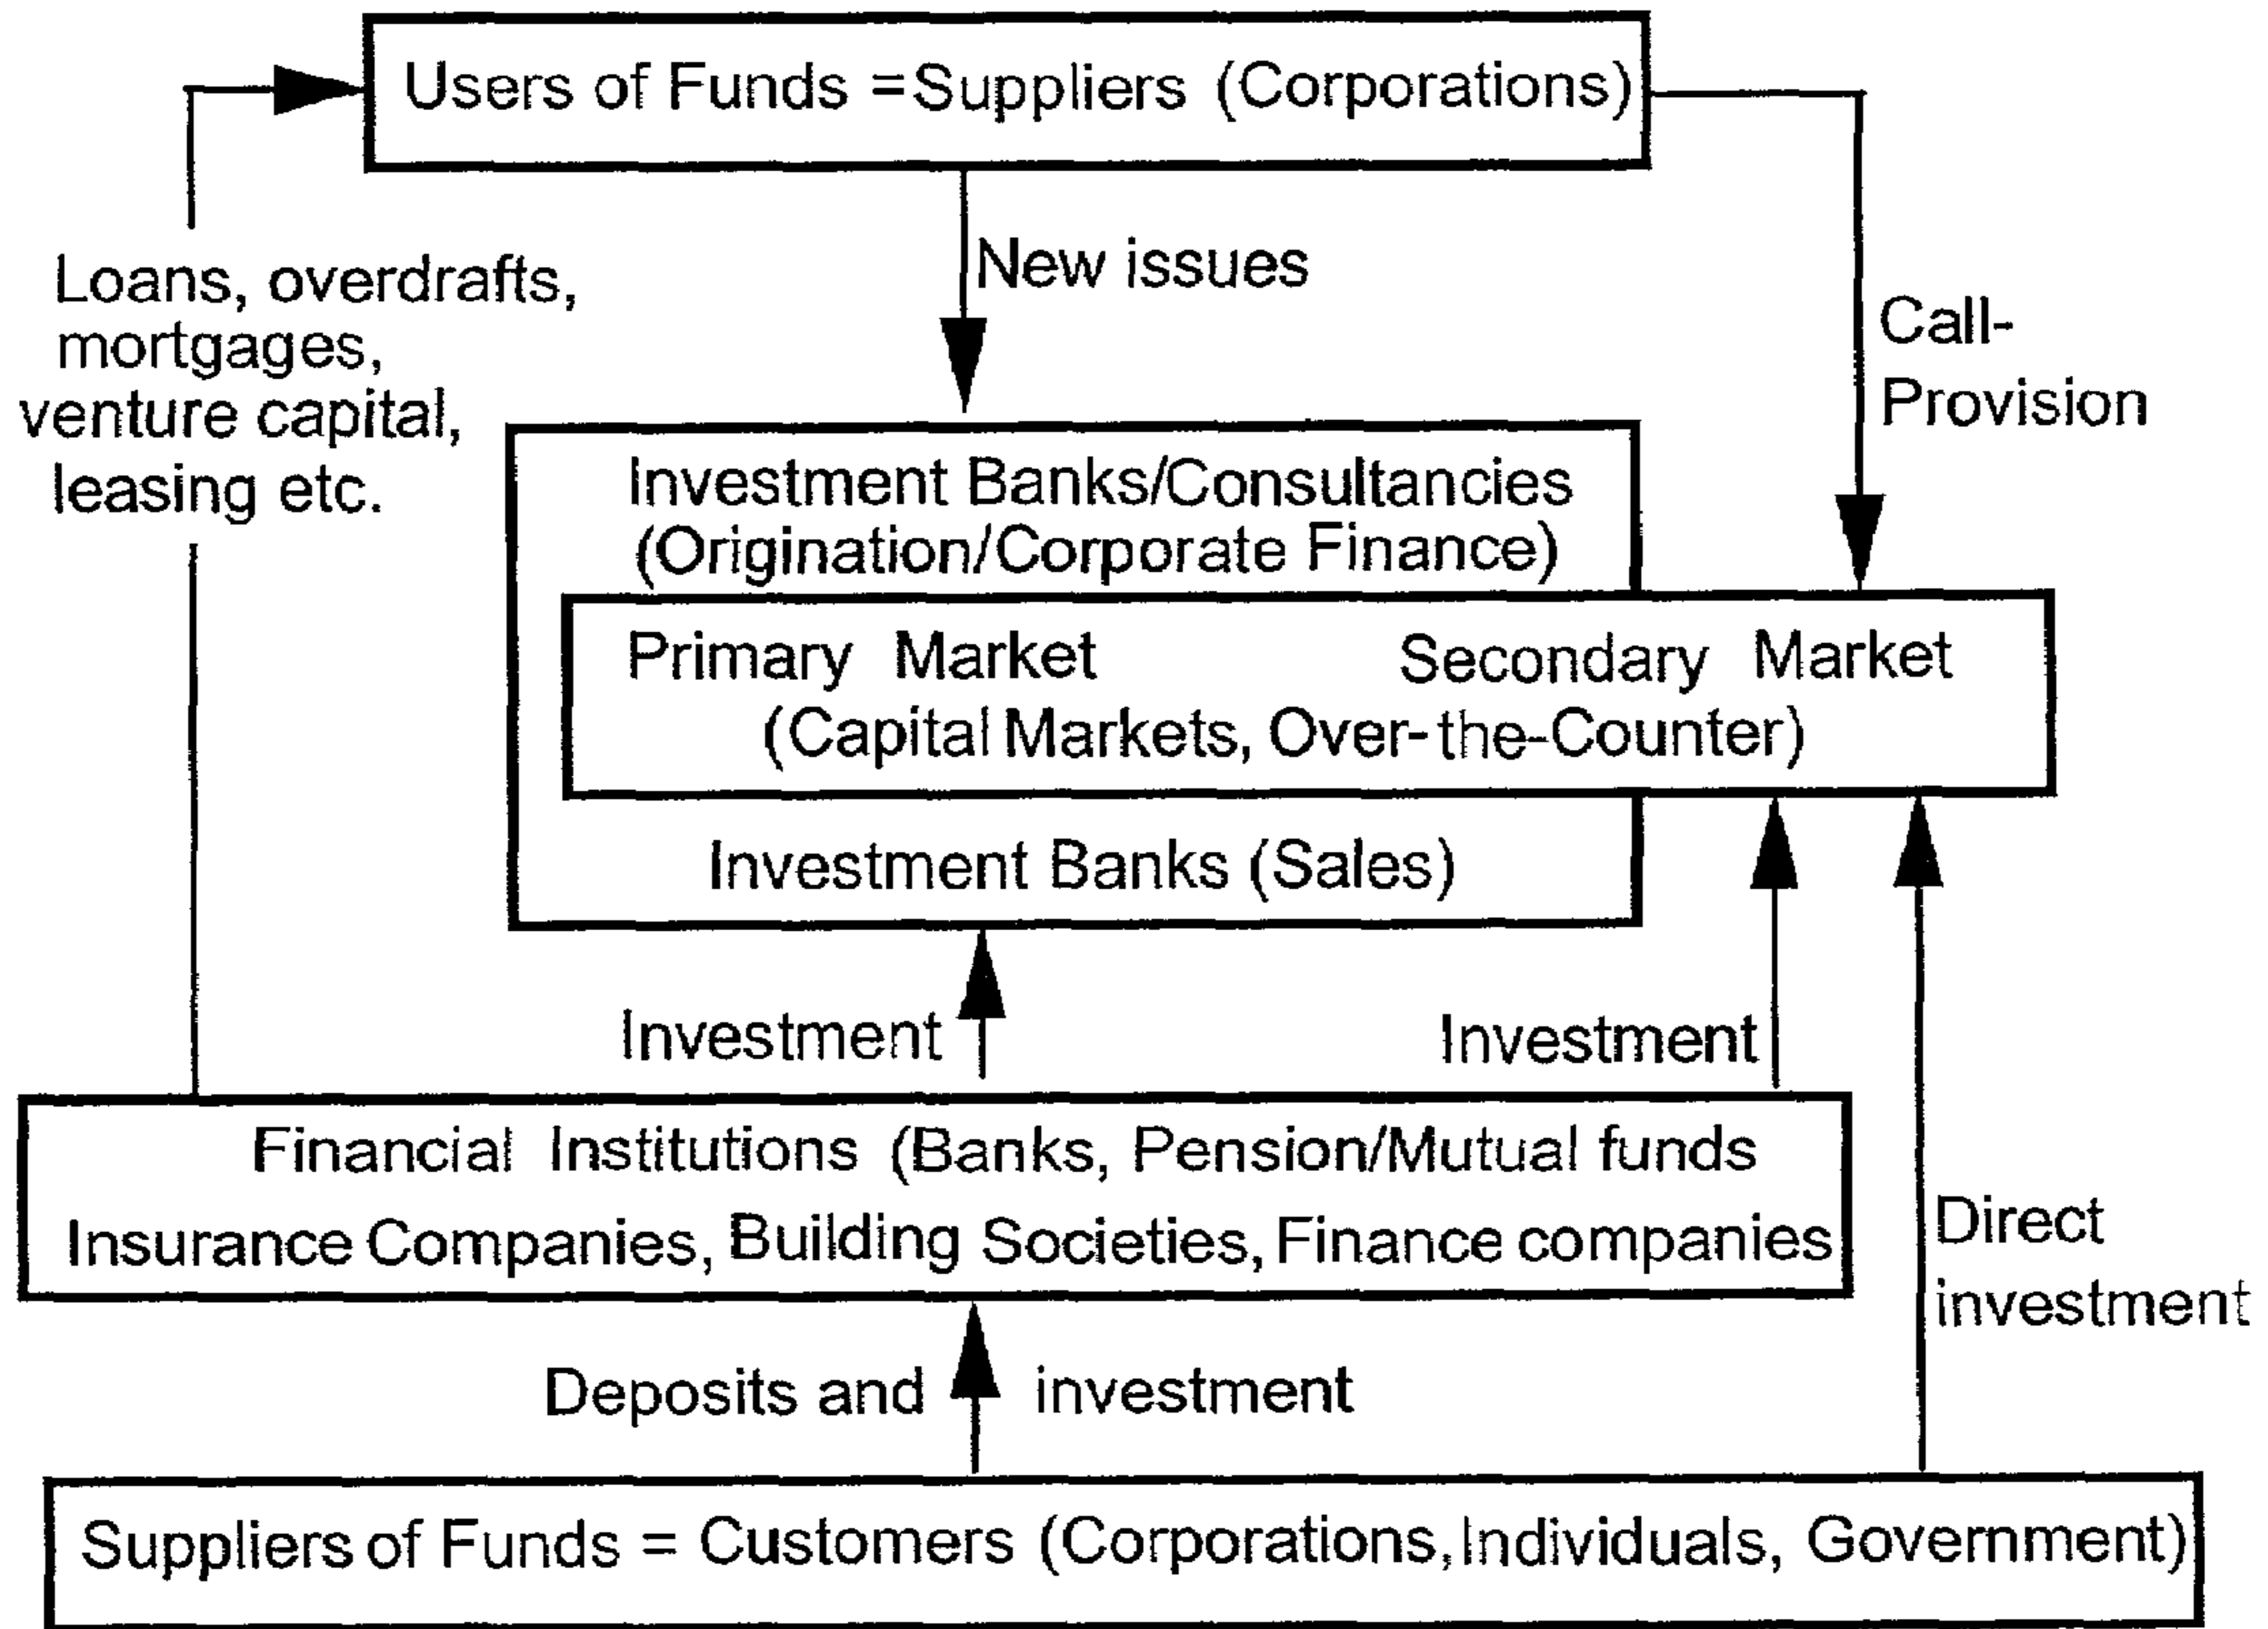 Users of Funds =Suppliers (Corporations)
New issues
Loans, overdrafts,
mortgages,
venture capital,
leasing etc.
Call-
Provision
Investment Banks/Consultancies
(Origination/Corporate Finance)
Primary Market Secondary Market
(Capital Markets, Over-the-Counter)
Investment Banks (Sales)
Investment Investment
Financial Institutions (Banks, Pension/Mutual funds
Insurance Companies, Building Societies, Finance companies
Direct
investment
Deposits and investment
Suppliers of Funds = Customers (Corporations, Individuals, Government)